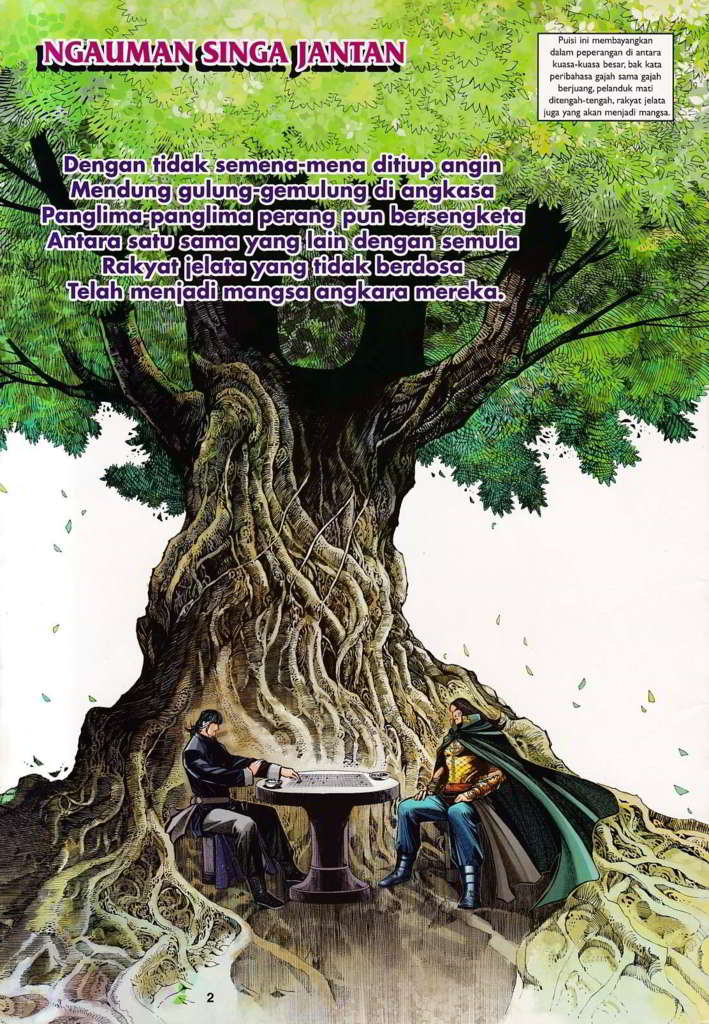 NGAUMAN SINGA JANTAN
Puisi ini membayangkan
dalam peperangan di antara
kuasa-kuasa besar, bak kata
peribahasa gajah sama gajah
berjuang, pelanduk mati
ditengah-tengah, rakyat jelata
juga yang akan menjadi mangsa.
Dengan tidak semena-mena ditiup angin
Mendung gulung-gemulung di angkasa
Panglima-panglima perang pun bersengketa
Antara satu sama yang lain dengan semula
Rakyat jelata yang tidak berdosa
Telah menjadi mangsa angkara mereka.
2